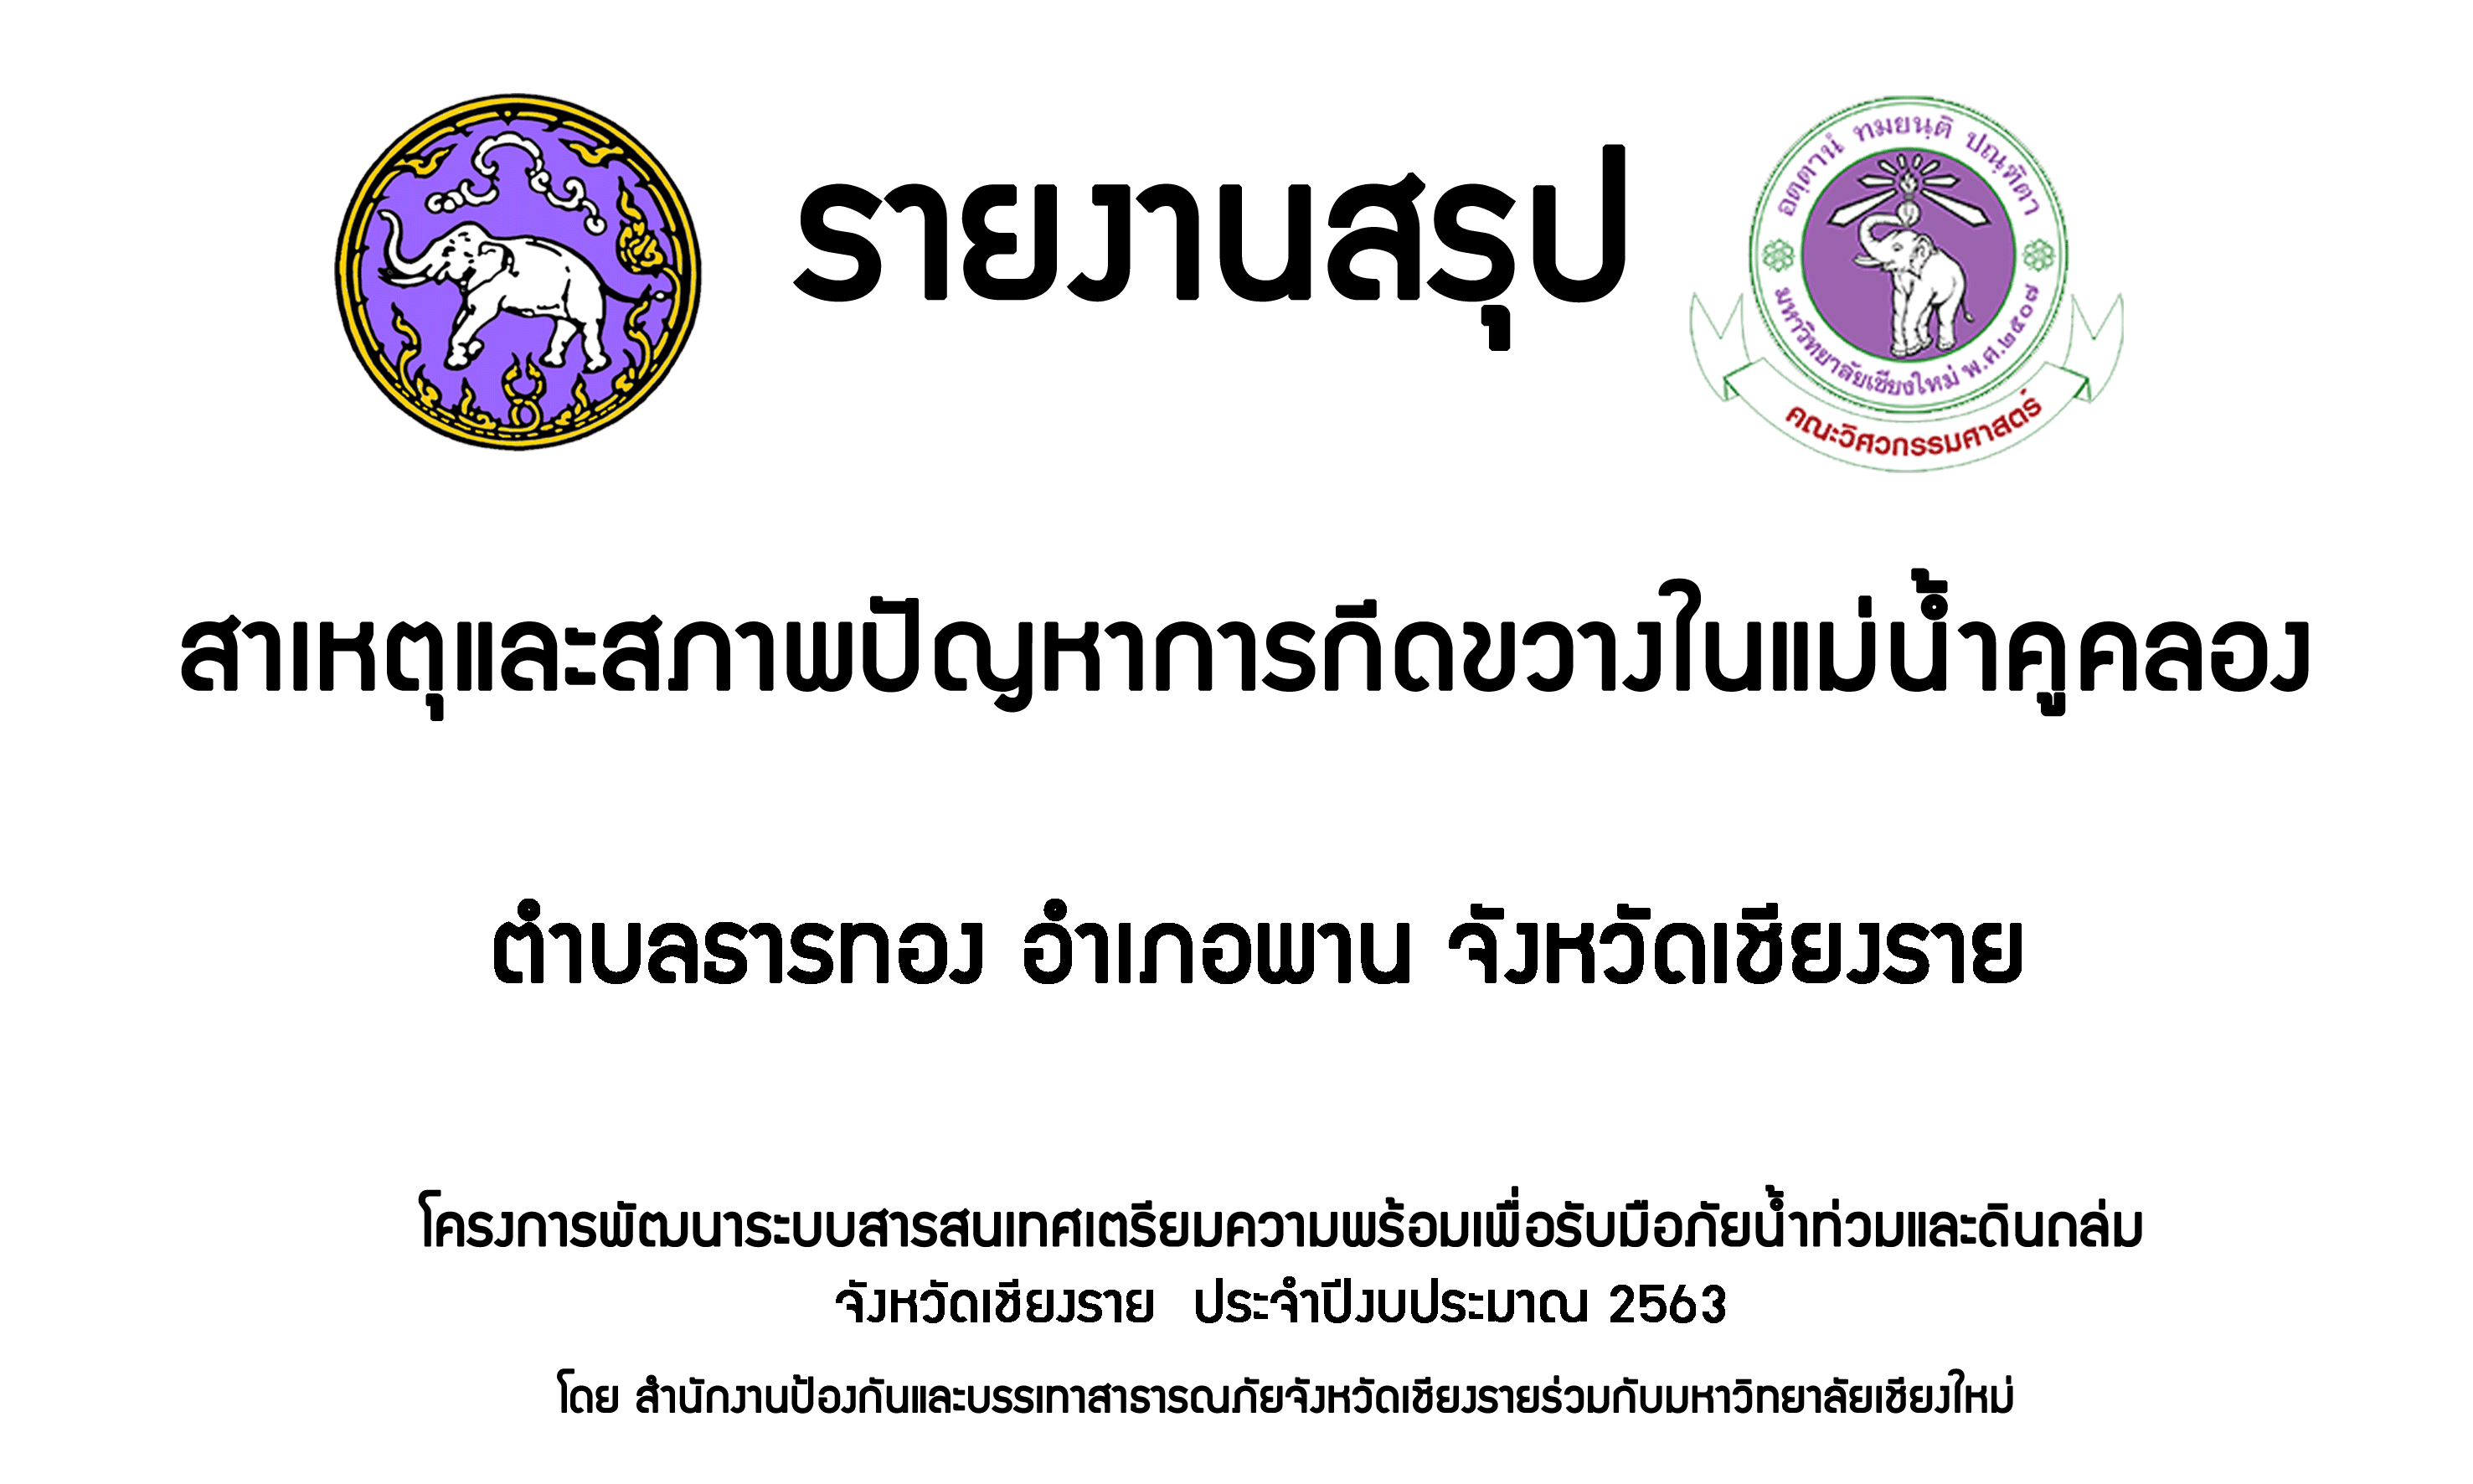 รายงานสรุป
อตฺตานํ ทมยนฺติ ปณฺฑิตา
มหาวิทยาลัยเชียงใหม่ พ.ศ.๒๕๐๗
คณะวิศวกรรมศาสตร์
สาเหตุและสภาพปัญหาการกีดขวางในแม่น้ำคูคลอง
ตำบลธารทอง อำเภอพาน จังหวัดเชียงราย
โครงการพัฒนาระบบสารสนเทศเตรียมความพร้อมเพื่อรับมือภัยน้ำท่วมและดินถล่ม
จังหวัดเชียงราย ประจำปีงบประมาณ 2563
โดย สำนักงานป้องกันและบรรเทาสาธารณภัยจังหวัดเชียงรายร่วมกับมหาวิทยาลัยเชียงใหม่